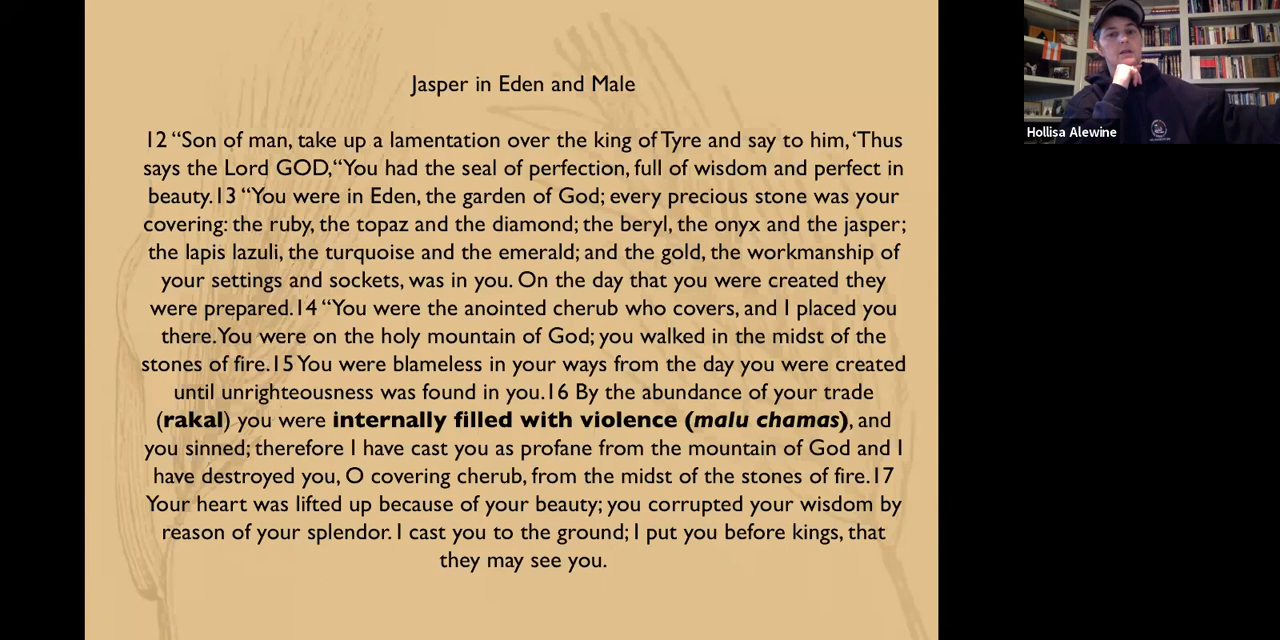 Jasper in Eden and Male
12 “Son of man, take up a lamentation over the king of Tyre and say to him, ‘Thus
says the Lord GOD,“You had the seal of perfection, full of wisdom and perfect in
beauty.13 “You were in Eden, the garden of God; every precious stone was your
covering: the ruby, the topaz and the diamond; the beryl, the onyx and the jasper;
the lapis lazuli, the turquoise and the emerald; and the gold, the workmanship of
your settings and sockets, was in you. On the day that you were created they
were prepared.14 “You were the anointed cherub who covers, and I placed you
there.You were on the holy mountain of God; you walked in the midst of the
stones of fire.15 You were blameless in your ways from the day you were created
until unrighteousness was found in you.16 By the abundance of your trade
(rakal) you were internally filled with violence (malu chamas), and
you sinned; therefore I have cast you as profane from the mountain of God and I
have destroyed you, O covering cherub, from the midst of the stones of fire.17
Your heart was lifted up because of your beauty; you corrupted your wisdom by
reason of your splendor. I cast you to the ground; I put you before kings, that
they may see you.
Hollisa Alewine